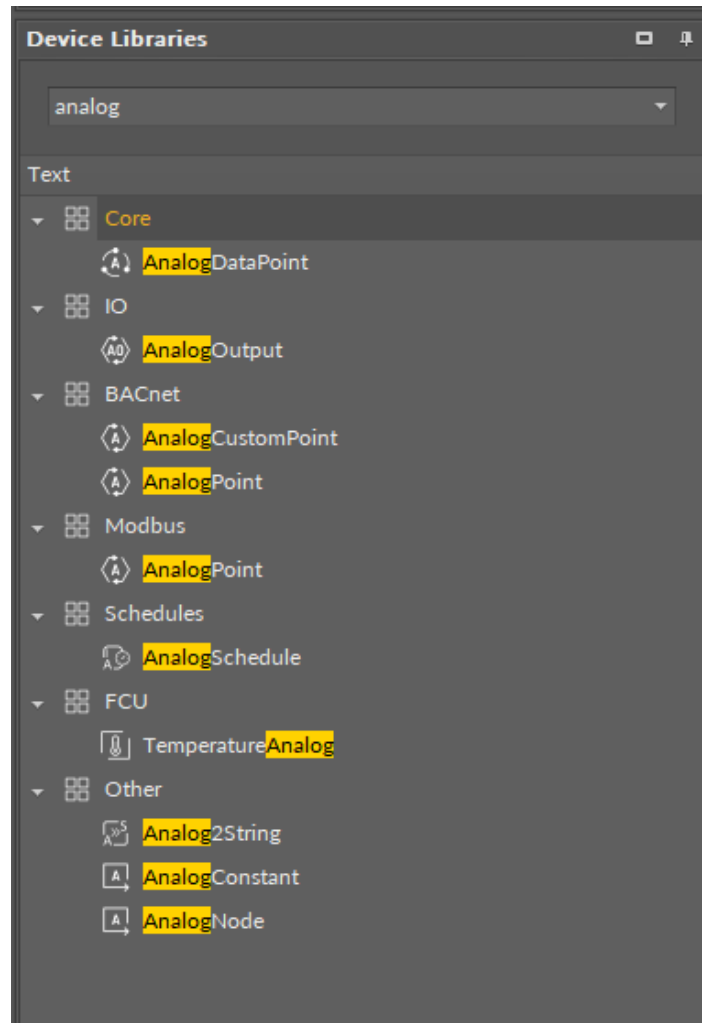 Device Libraries
analog
Text
Core
AnalogDataPoint
IO
AnalogOutput
BACnet
AnalogCustomPoint
AnalogPoint
Modbus
AnalogPoint
Schedules
AnalogSchedule
FCU
TemperatureAnalog
Other
Analog2String
AnalogConstant
AnalogNode